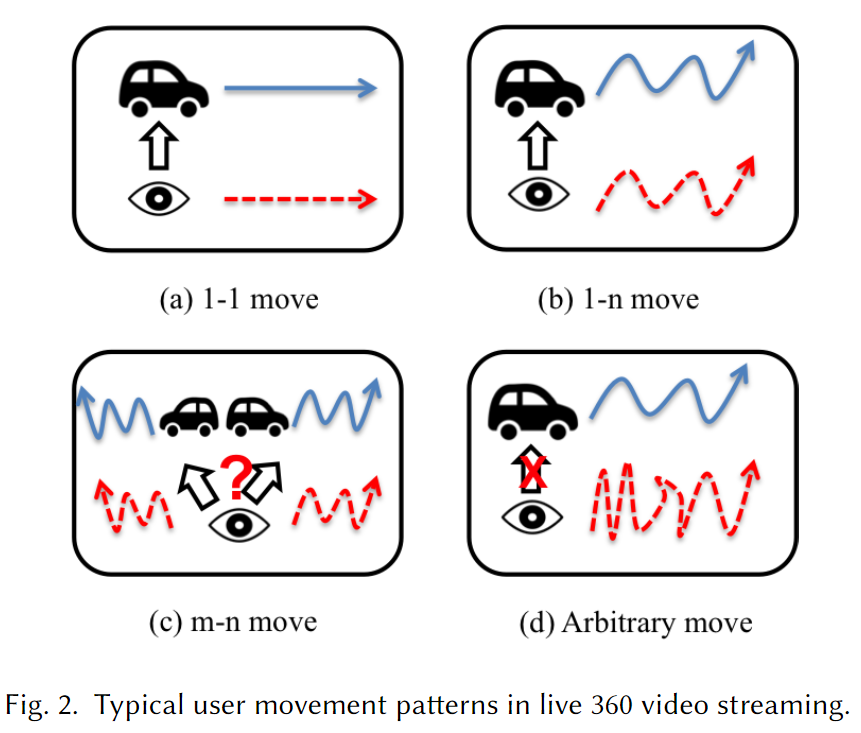 (a) 1-1 move
(b) 1-n move
?
(c) m-n move
X
(d) Arbitrary move
Fig. 2. Typical user movement patterns in live 360 video streaming.